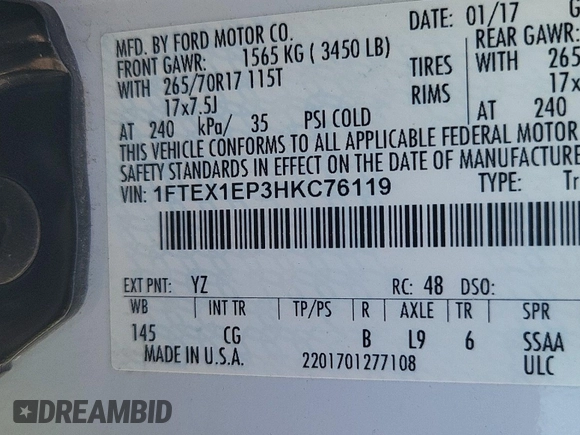 MFD. BY FORD MOTOR CO. DATE: 01/17 G
FRONT GAWR: 1565 KG ( 3450 LB) REAR GAWR:
WITH 265/70R17 115T TIRES WITH 265
17x7.5J RIMS 17x
AT 240 kPa/ 35 PSI COLD AT 240
THIS VEHICLE CONFORMS TO ALL APPLICABLE FEDERAL MOTOR
SAFETY STANDARDS IN EFFECT ON THE DATE OF MANUFACTURE
VIN: 1FTEX1EP3HKC76119 TYPE: Tr
EXT PNT: YZ RC: 48 DSO:
WB INT TR TP/PS R AXLE TR SPR
145 CG B L9 6 SSAA
MADE IN U.S.A. 2201701277108 ULC
DREAMBID